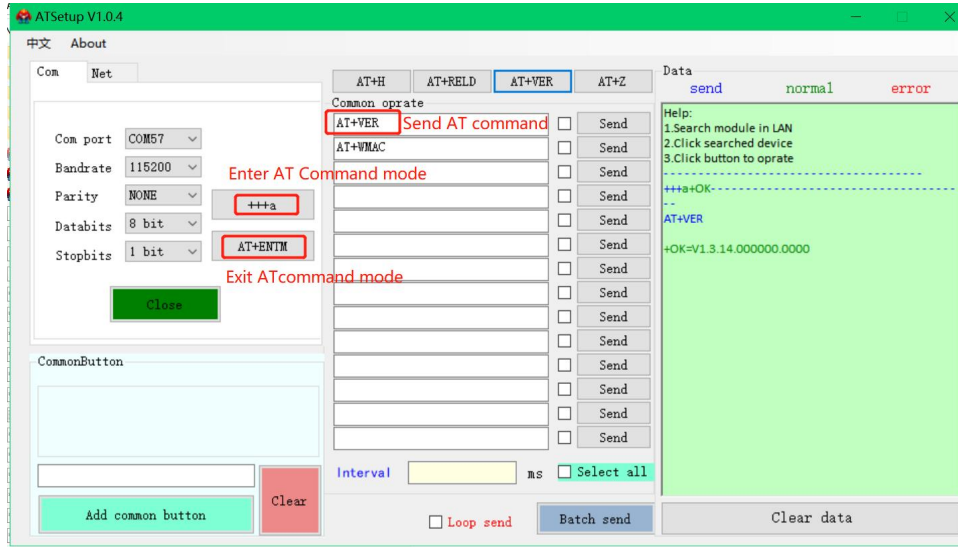 ATSetup V1.0.4
中文 About
Com Net
Com port COM57
Bandrate 115200
Parity NONE
Databits 8 bit
Stopbits 1 bit
Enter AT Command mode
+++a
AT+ENTM
Exit ATcommand mode
Close
CommonButton
Add common button
Clear
AT+H AT+RELD AT+VER AT+Z
Common oprate
AT+VER Send AT command Send
AT+WMAC Send
Send
Send
Send
Send
Send
Send
Send
Send
Send
Send
Send
Send
Interval ms Select all
Loop send Batch send
Data
send normal error
Help:
1.Search module in LAN
2.Click searched device
3.Click button to oprate
- - - - - - - - - - - - - - - - - - - - - - - - - - - - - - - - - - - - -
+++a+OK- - - - - - - - - - - - - - - - - - - - - - - - - - - - - - - - - - -
- -
AT+VER
+OK=V1.3.14.000000.0000
Clear data